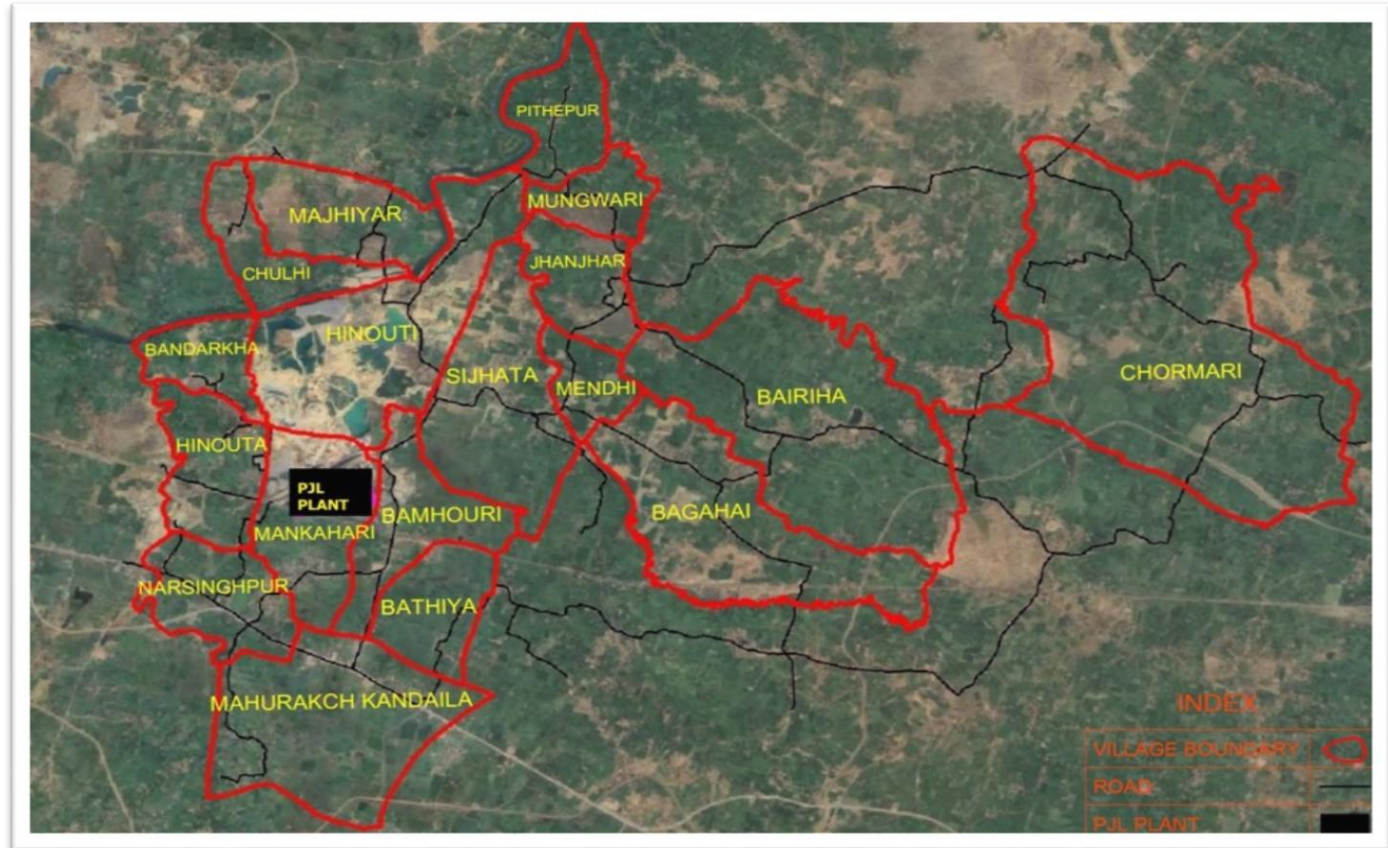 PITHEPUR
MUNGWARI
MAJHIYAR
JHANJHAR
CHULHI
HINOUTI
BANDARKHA
SIJHATA
MENDHI
BAIRIHA
CHORMARI
HINOUTA
PJL
PLANT
BAGAHAI
BAMHOURI
MANKAHARI
NARSINGHPUR
BATHIYA
MAHURAKCH KANDAILA
INDEX
VILLAGE BOUNDARY
ROAD
PJL PLANT